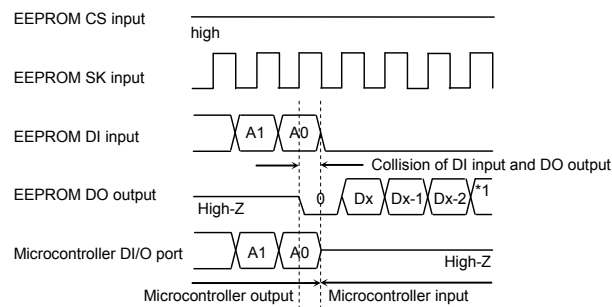 EEPROM CS input
high
EEPROM SK input
EEPROM DI input A1 A0
Collision of DI input and DO output
EEPROM DO output High-Z 0 Dx Dx-1 Dx-2 *1
Microcontroller DI/O port A1 A0 High-Z
Microcontroller output Microcontroller input